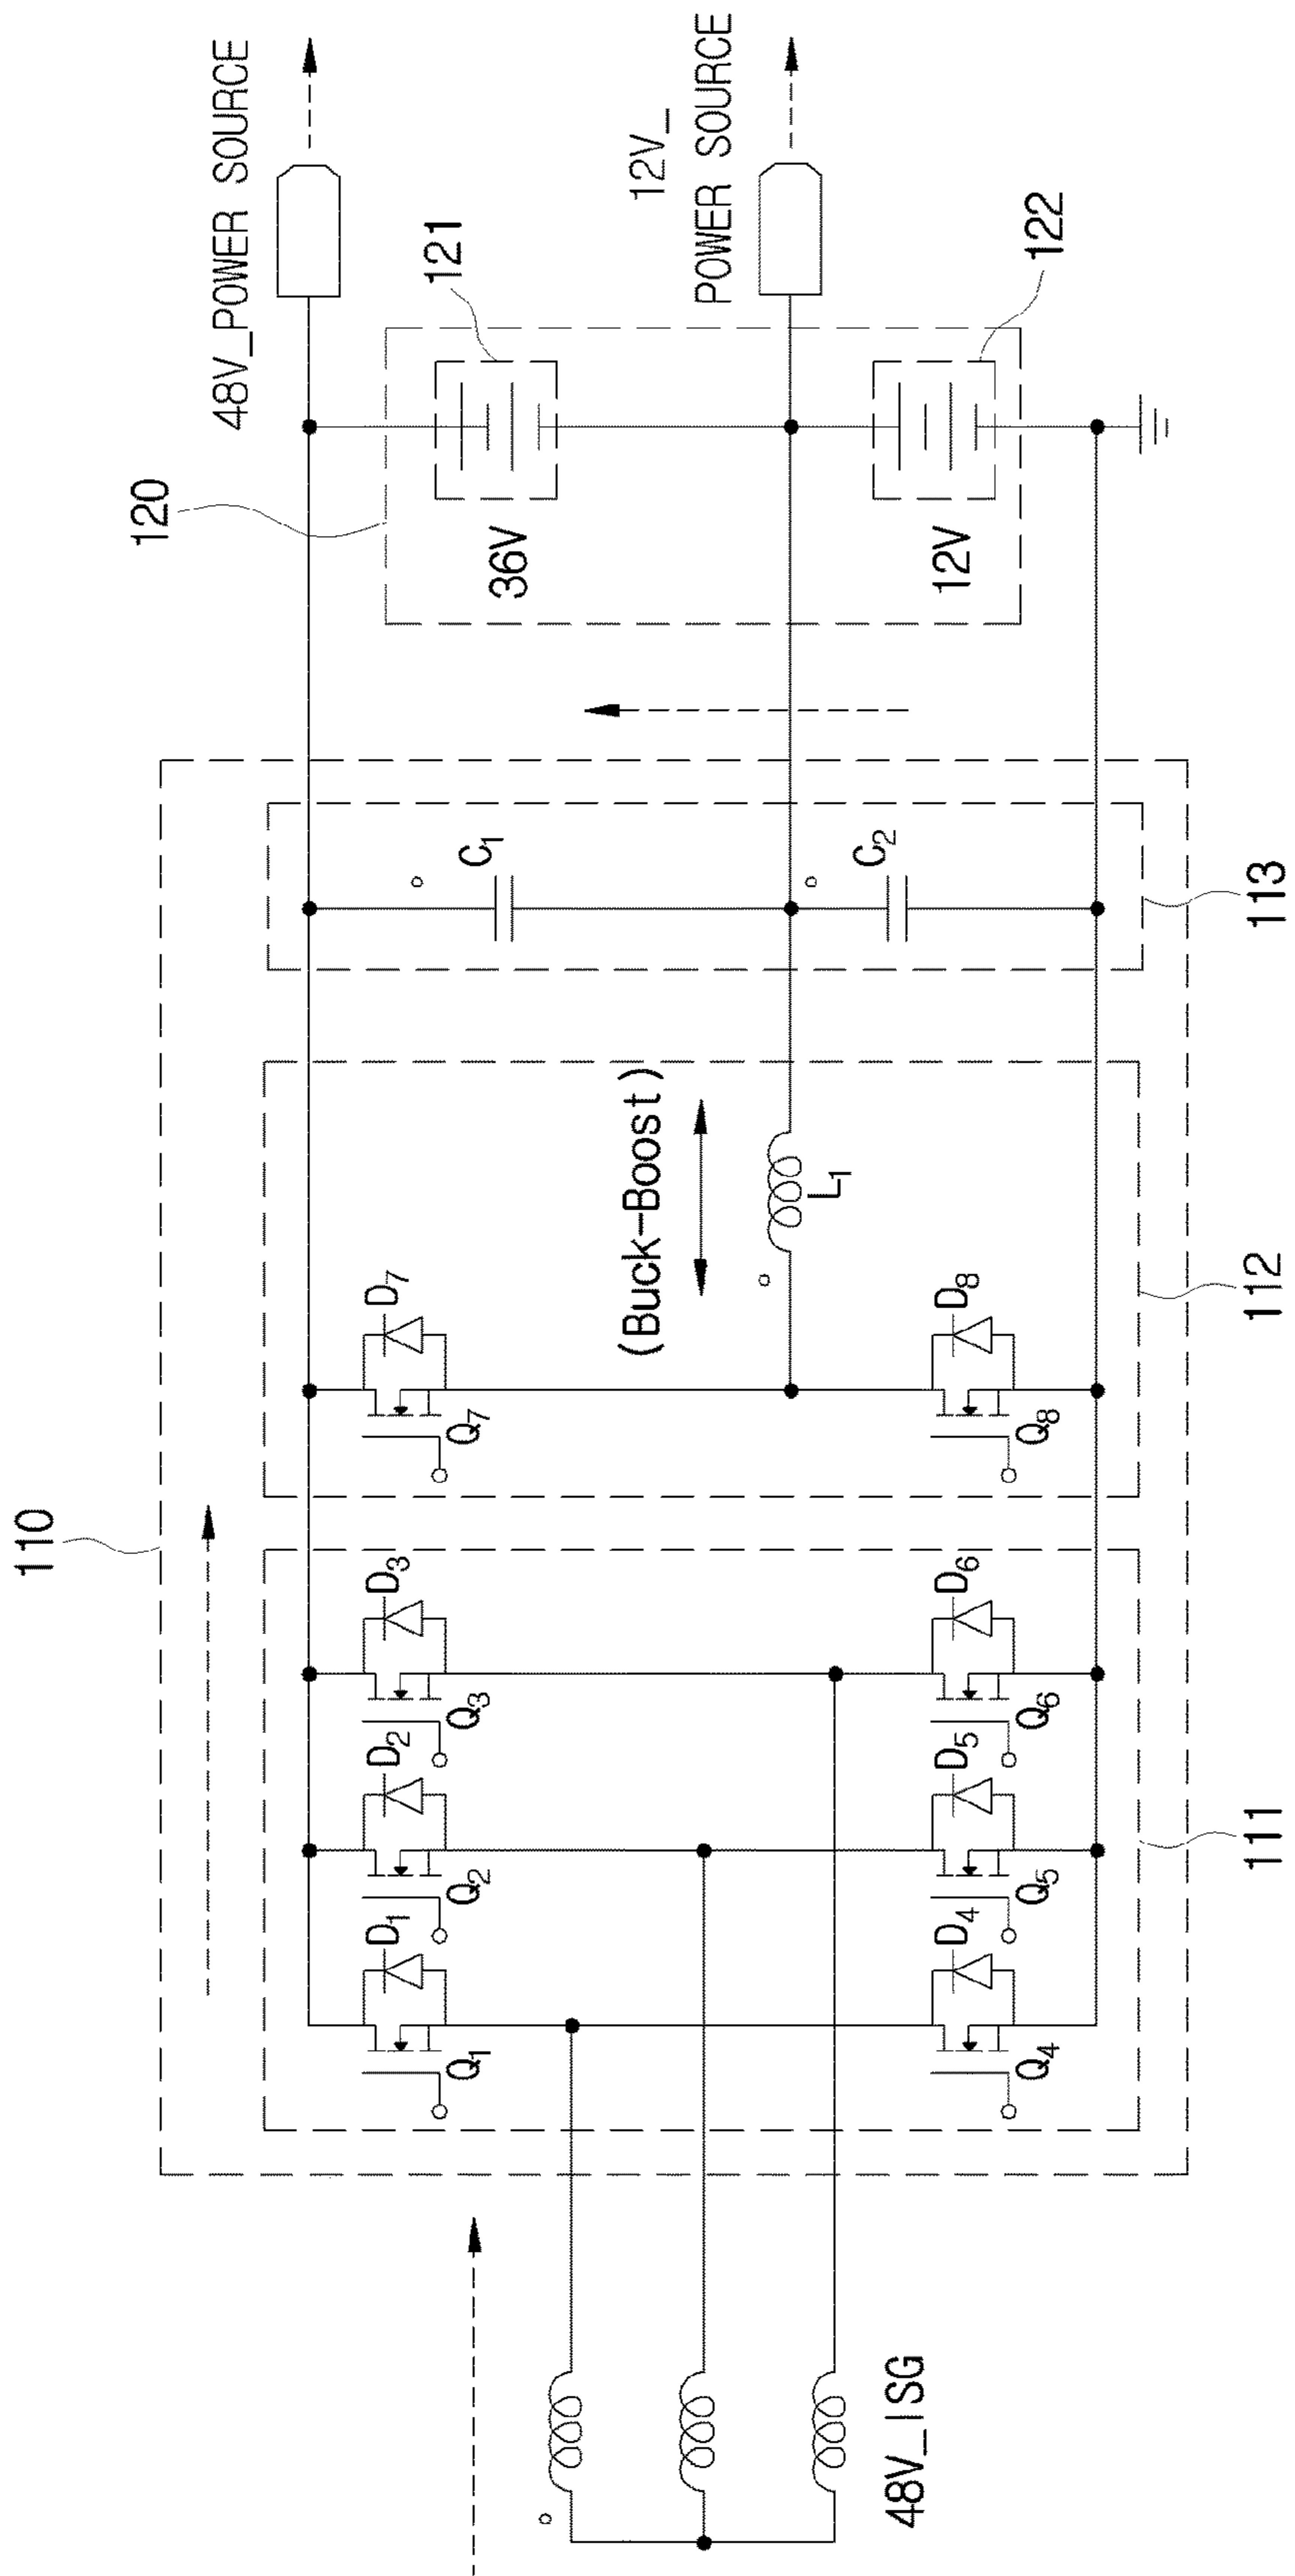 110
120
48V_POWER SOURCE
12V_
POWER SOURCE
121
122
36V
12V
C1
C2
113
(Buck-Boost)
L1
D7
Q7
D8
Q8
112
D3
Q3
D2
Q2
D1
Q1
D6
Q6
D5
Q5
D4
Q4
111
48V_ISG